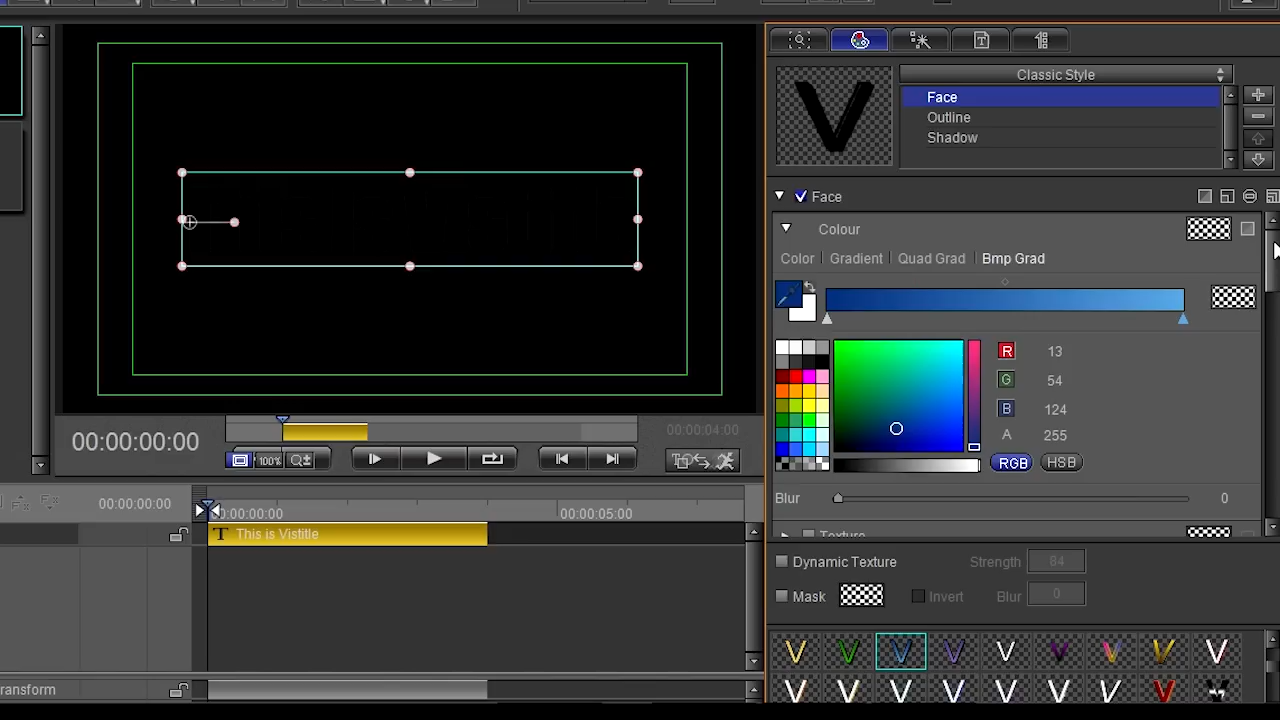 Classic Style
Face
Outline
Shadow
Face
Colour
Color Gradient Quad Grad Bmp Grad
R 13
G 54
B 124
A 255
RGB HSB
Blur 0
Texture
Dynamic Texture Strength 84
Mask Invert Blur 0
00:00:00:00
00:00:04:00
100%
00:00:00:00
00:00:00:00
00:00:05:00
T This is Vistitle
ransform